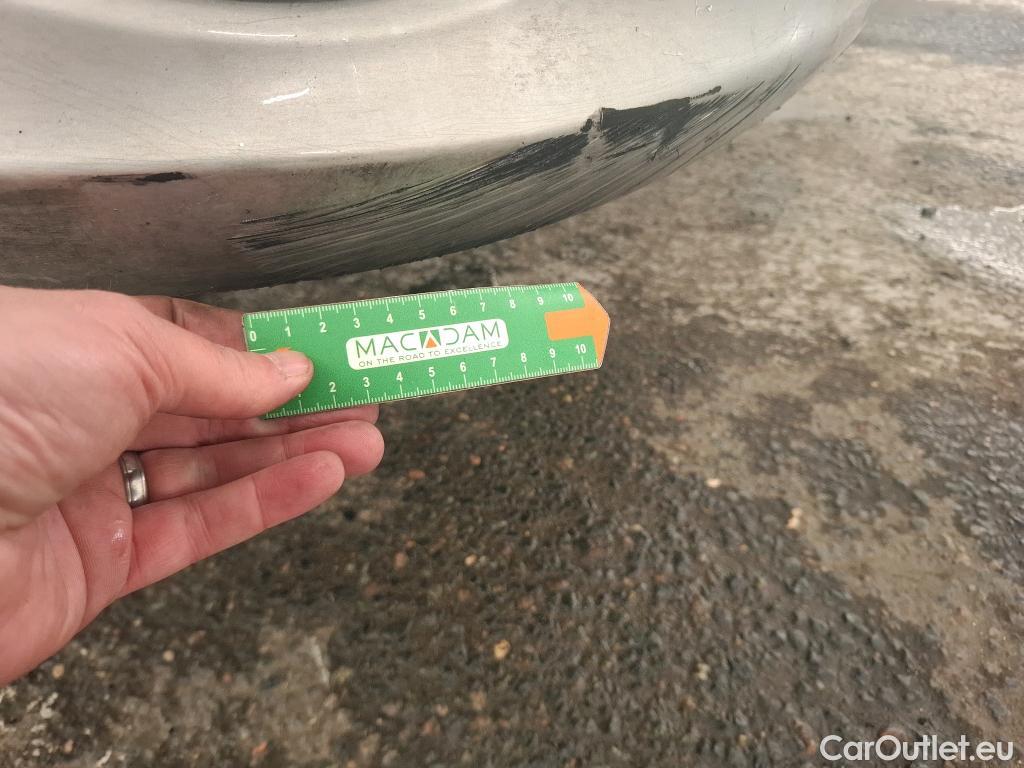 0 1 2 3 4 5 6 7 8 9 10
MACADAM
ON THE ROAD TO EXCELLENCE
1 2 3 4 5 6 7 8 9 10
CarOutlet.eu